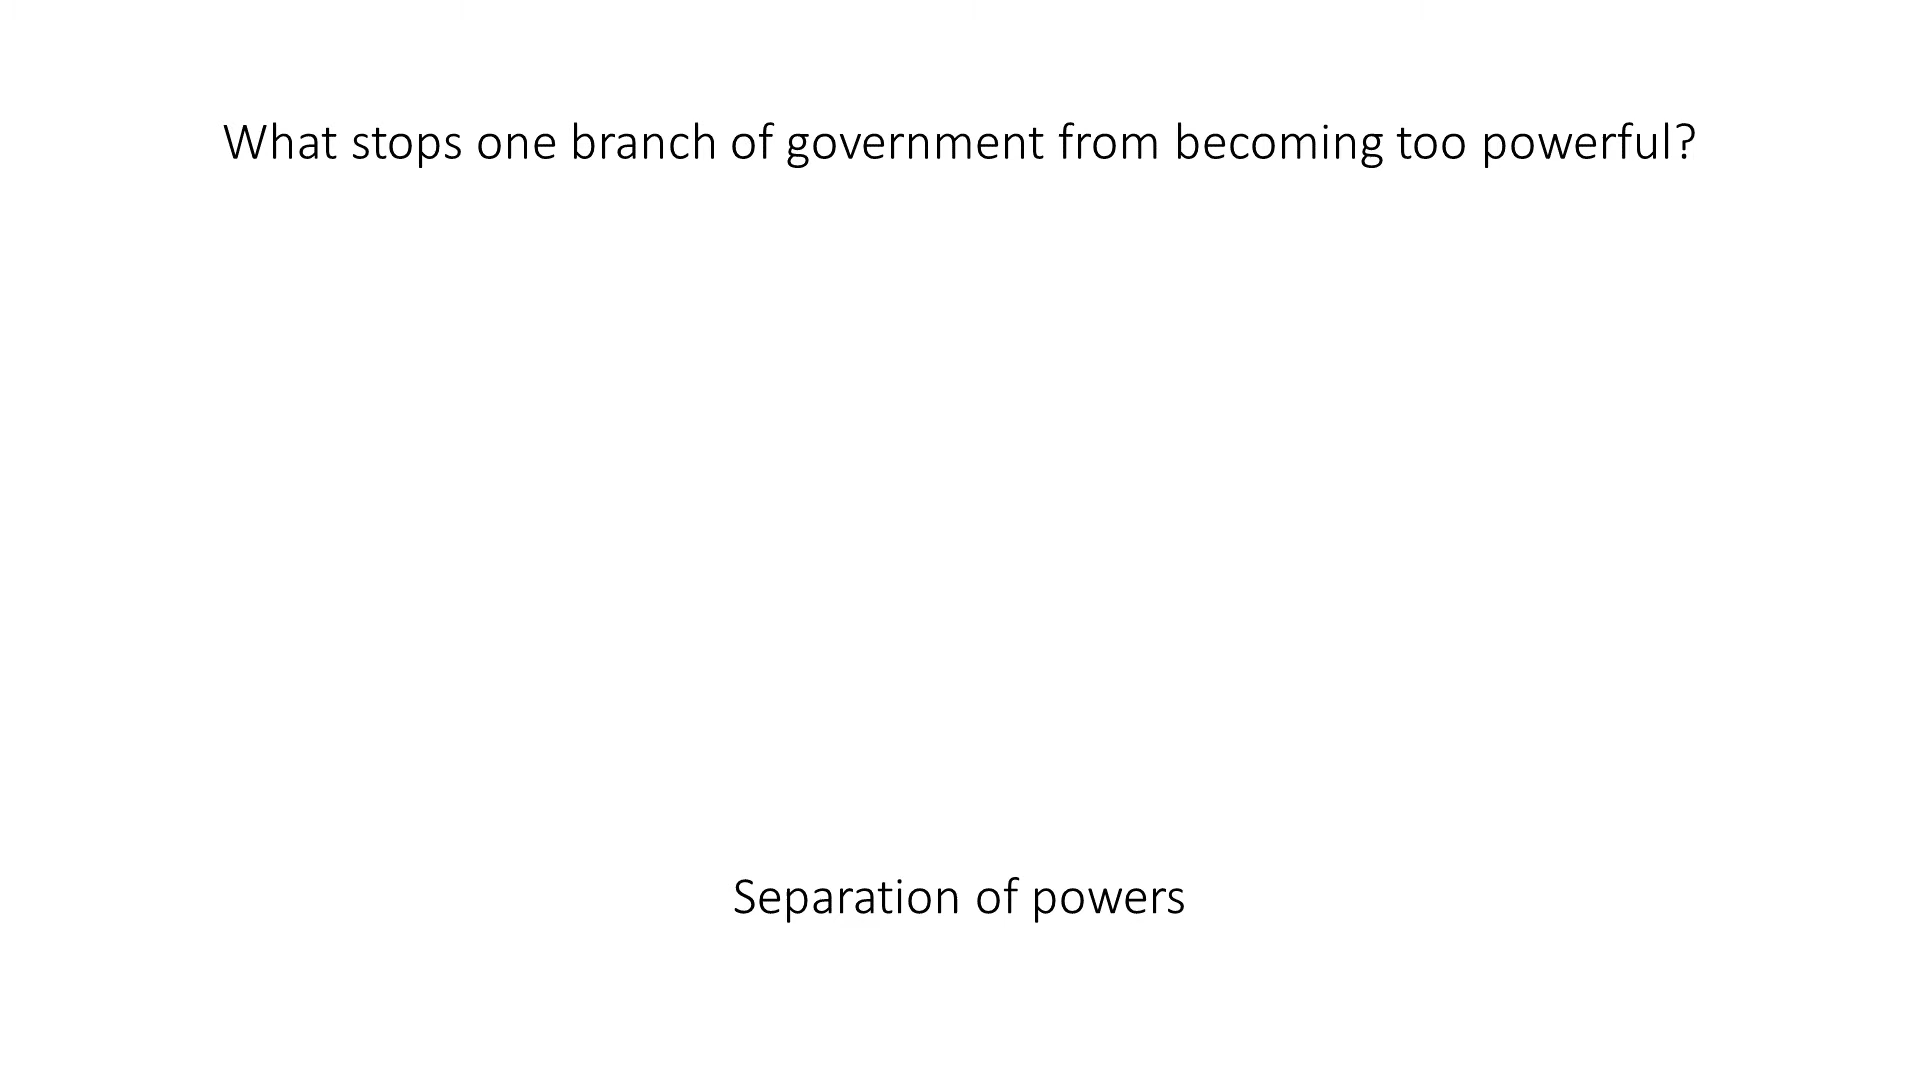 What stops one branch of government from becoming too powerful?
Separation of powers